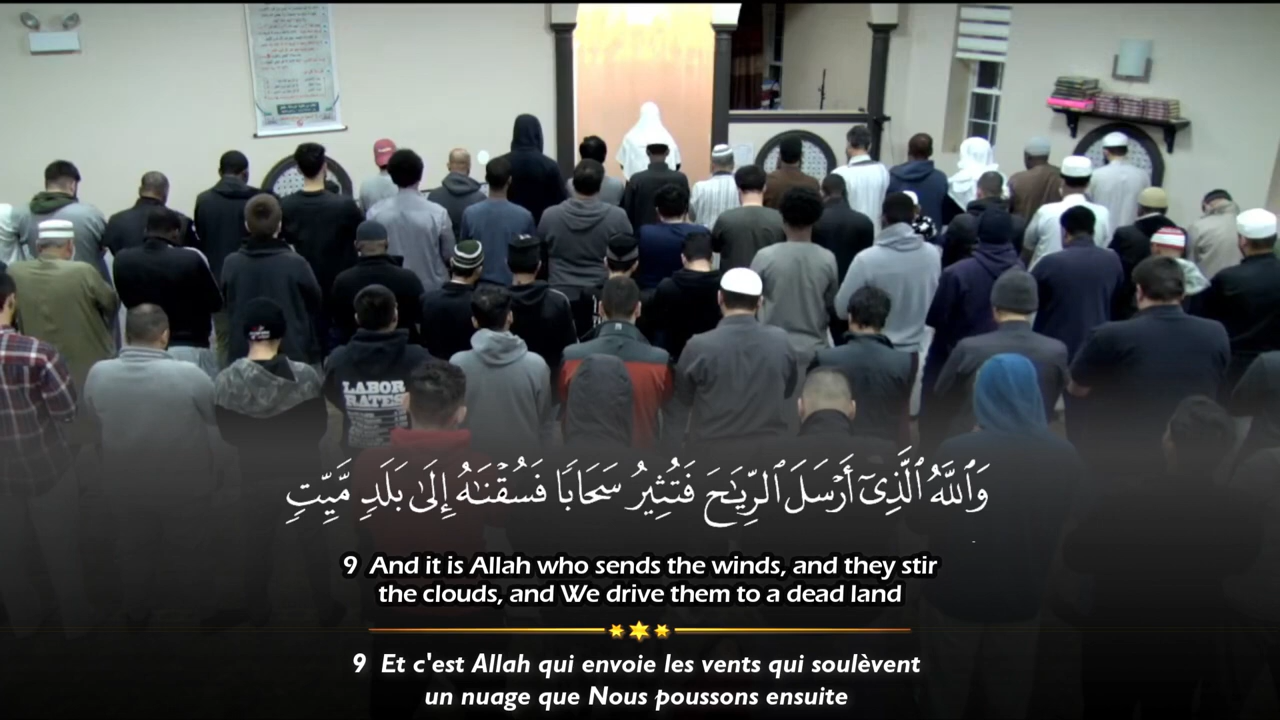 LABOR
RATES
وَٱللَّهُ ٱلَّذِىٓ أَرْسَلَ ٱلرِّيَـٰحَ فَتُثِيرُ سَحَابًا فَسُقْنَـٰهُ إِلَىٰ بَلَدٍ مَّيِّتٍ
9 And it is Allah who sends the winds, and they stir
the clouds, and We drive them to a dead land
9 Et c'est Allah qui envoie les vents qui soulèvent
un nuage que Nous poussons ensuite